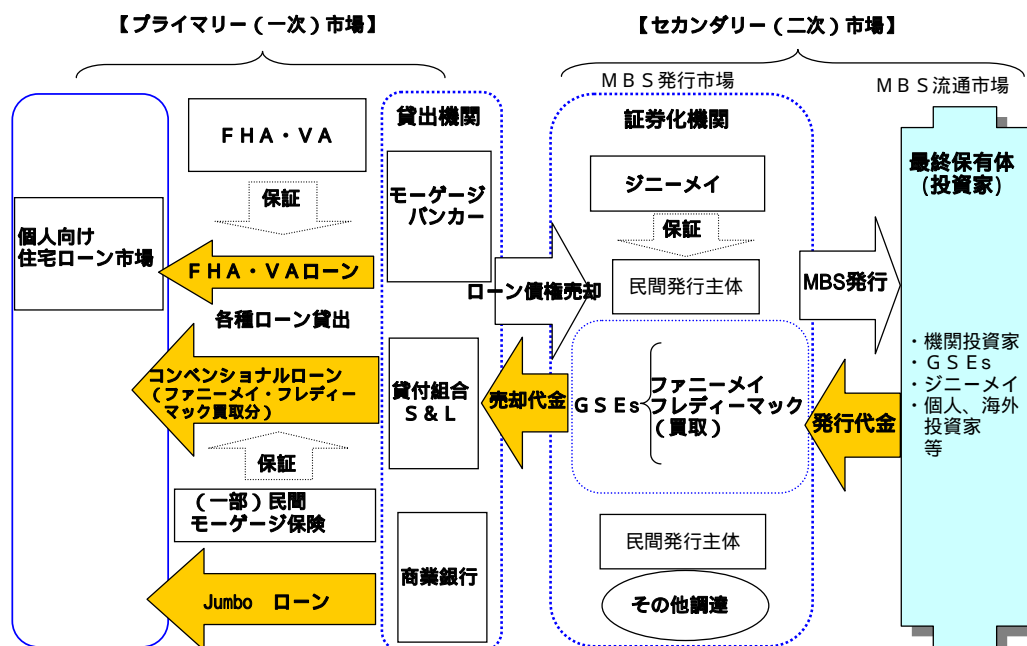 【プライマリー（一次）市場】
【セカンダリー（二次）市場】
ＭＢＳ発行市場
ＭＢＳ流通市場
ＦＨＡ・ＶＡ
保証
個人向け
住宅ローン市場
ＦＨＡ・ＶＡローン
各種ローン貸出
コンベンショナルローン
（ファニーメイ・フレディー
マック買取分）
保証
（一部）民間
モーゲージ保険
Jumbo　ローン
貸出機関
モーゲージ
バンカー
貸付組合
Ｓ＆Ｌ
商業銀行
ローン債権売却
売却代金
証券化機関
ジニーメイ
保証
民間発行主体
ＧＳＥｓ
ファニーメイ
フレディーマック
（買取）
民間発行主体
その他調達
MBS発行
発行代金
最終保有体
(投資家)
・機関投資家
・ＧＳＥｓ
・ジニーメイ
・個人、海外
投資家
等